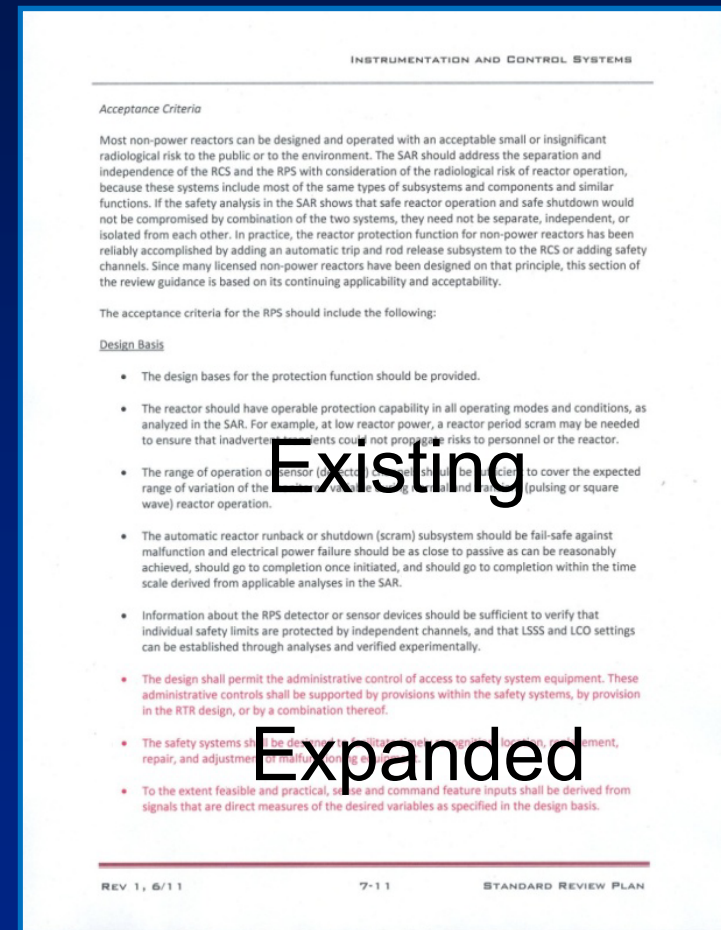 INSTRUMENTATION AND CONTROL SYSTEMS
Acceptance Criteria
Most non-power reactors can be designed and operated with an acceptable small or insignificant
radiological risk to the public or to the environment. The SAR should address the separation and
independence of the RCS and the RPS with consideration of the radiological risk of reactor operation,
because these systems include most of the same types of subsystems and components and similar
functions. If the safety analysis in the SAR shows that safe reactor operation and safe shutdown would
not be compromised by combination of the two systems, they need not be separate, independent, or
isolated from each other. In practice, the reactor protection function for non-power reactors has been
reliably accomplished by adding an automatic trip and rod release subsystem to the RCS or adding safety
channels. Since many licensed non-power reactors have been designed on that principle, this section of
the review guidance is based on its continuing applicability and acceptability.
The acceptance criteria for the RPS should include the following:
Design Basis
• The design bases for the protection function should be provided.
• The reactor should have operable protection capability in all operating modes and conditions, as
analyzed in the SAR. For example, at low reactor power, a reactor period scram may be needed
to ensure that could not risks to personnel or the reactor.
Existing
• The range of operation sensor be to cover the expected
range of variation of the and (pulsing or square
wave) reactor operation.
• The automatic reactor runback or shutdown (scram) subsystem should be fail-safe against
malfunction and electrical power failure should be as close to passive as can be reasonably
achieved, should go to completion once initiated, and should go to completion within the time
scale derived from applicable analyses in the SAR.
• Information about the RPS detector or sensor devices should be sufficient to verify that
individual safety limits are protected by independent channels, and that LSSS and LCO settings
can be established through analyses and verified experimentally.
• The design shall permit the administrative control of access to safety system equipment. These
administrative controls shall be supported by provisions within the safety systems, by provision
in the RTR design, or by a combination thereof.
• The safety systems be
repair, and adjustment
Expanded
• To the extent feasible and practical, sense and command feature inputs shall be derived from
signals that are direct measures of the desired variables as specified in the design basis.
REV 1, 6/11 7-11 STANDARD REVIEW PLAN